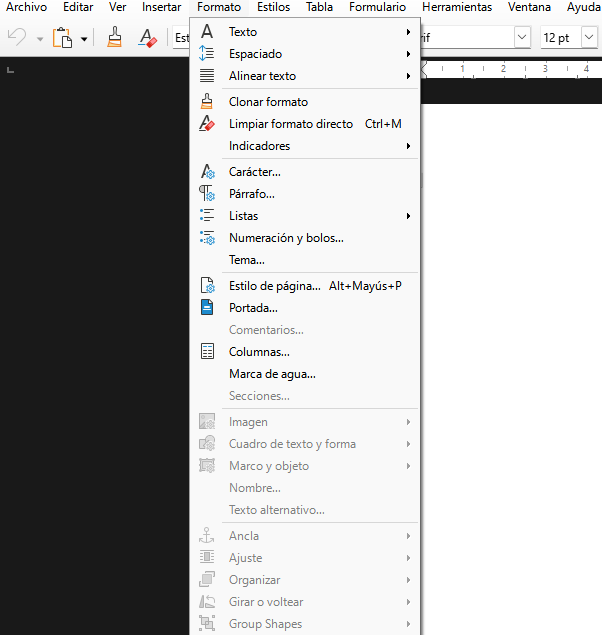 Archivo Editar Ver Insertar Formato Estilos Tabla Formulario Herramientas Ventana Ayuda
Est rif 12 pt
1 2 3 4
Texto
Espaciado
Alinear texto
Clonar formato
Limpiar formato directo Ctrl+M
Indicadores
Carácter...
Párrafo...
Listas
Numeración y bolos...
Tema...
Estilo de página... Alt+Mayús+P
Portada...
Comentarios...
Columnas...
Marca de agua...
Secciones...
Imagen
Cuadro de texto y forma
Marco y objeto
Nombre...
Texto alternativo...
Ancla
Ajuste
Organizar
Girar o voltear
Group Shapes